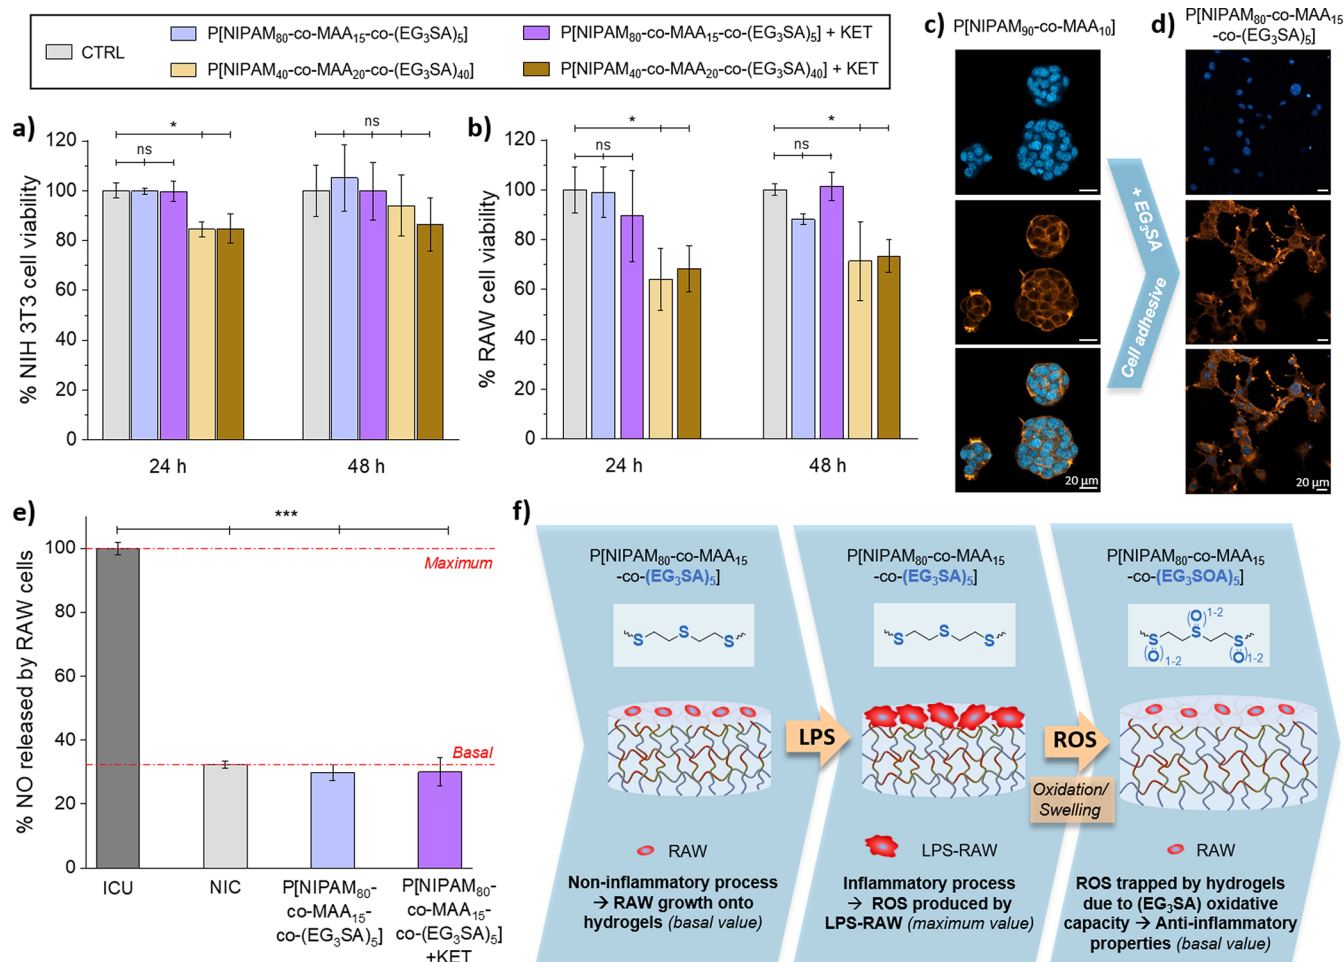 CTRL
P[NIPAM₈₀-co-MAA₁₅-co-(EG₃SA)₅]
P[NIPAM₄₀-co-MAA₂₀-co-(EG₃SA)₄₀]
P[NIPAM₈₀-co-MAA₁₅-co-(EG₃SA)₅] + KET
P[NIPAM₄₀-co-MAA₂₀-co-(EG₃SA)₄₀] + KET
a)
% NIH 3T3 cell viability
120
100
80
60
40
20
0
*
ns
ns
24 h
48 h
b)
% RAW cell viability
120
100
80
60
40
20
0
*
ns
*
ns
24 h
48 h
c)
P[NIPAM₉₀-co-MAA₁₀]
20 µm
+ EG₃SA
Cell adhesive
d)
P[NIPAM₈₀-co-MAA₁₅
-co-(EG₃SA)₅]
20 µm
e)
% NO released by RAW cells
100
80
60
40
20
0
***
Maximum
Basal
ICU
NIC
P[NIPAM₈₀-
co-MAA₁₅-
co-(EG₃SA)₅]
P[NIPAM₈₀-
co-MAA₁₅-
co-(EG₃SA)₅]
+KET
f)
P[NIPAM₈₀-co-MAA₁₅
-co-(EG₃SA)₅]
S S S
RAW
Non-inflammatory process
→ RAW growth onto
hydrogels (basal value)
LPS
P[NIPAM₈₀-co-MAA₁₅
-co-(EG₃SA)₅]
S S S
LPS-RAW
Inflammatory process
→ ROS produced by
LPS-RAW (maximum value)
ROS
Oxidation/
Swelling
P[NIPAM₈₀-co-MAA₁₅
-co-(EG₃SOA)₅]
(O)1-2
S S S
(O)1-2 (O)1-2
RAW
ROS trapped by hydrogels
due to (EG₃SA) oxidative
capacity → Anti-inflammatory
properties (basal value)